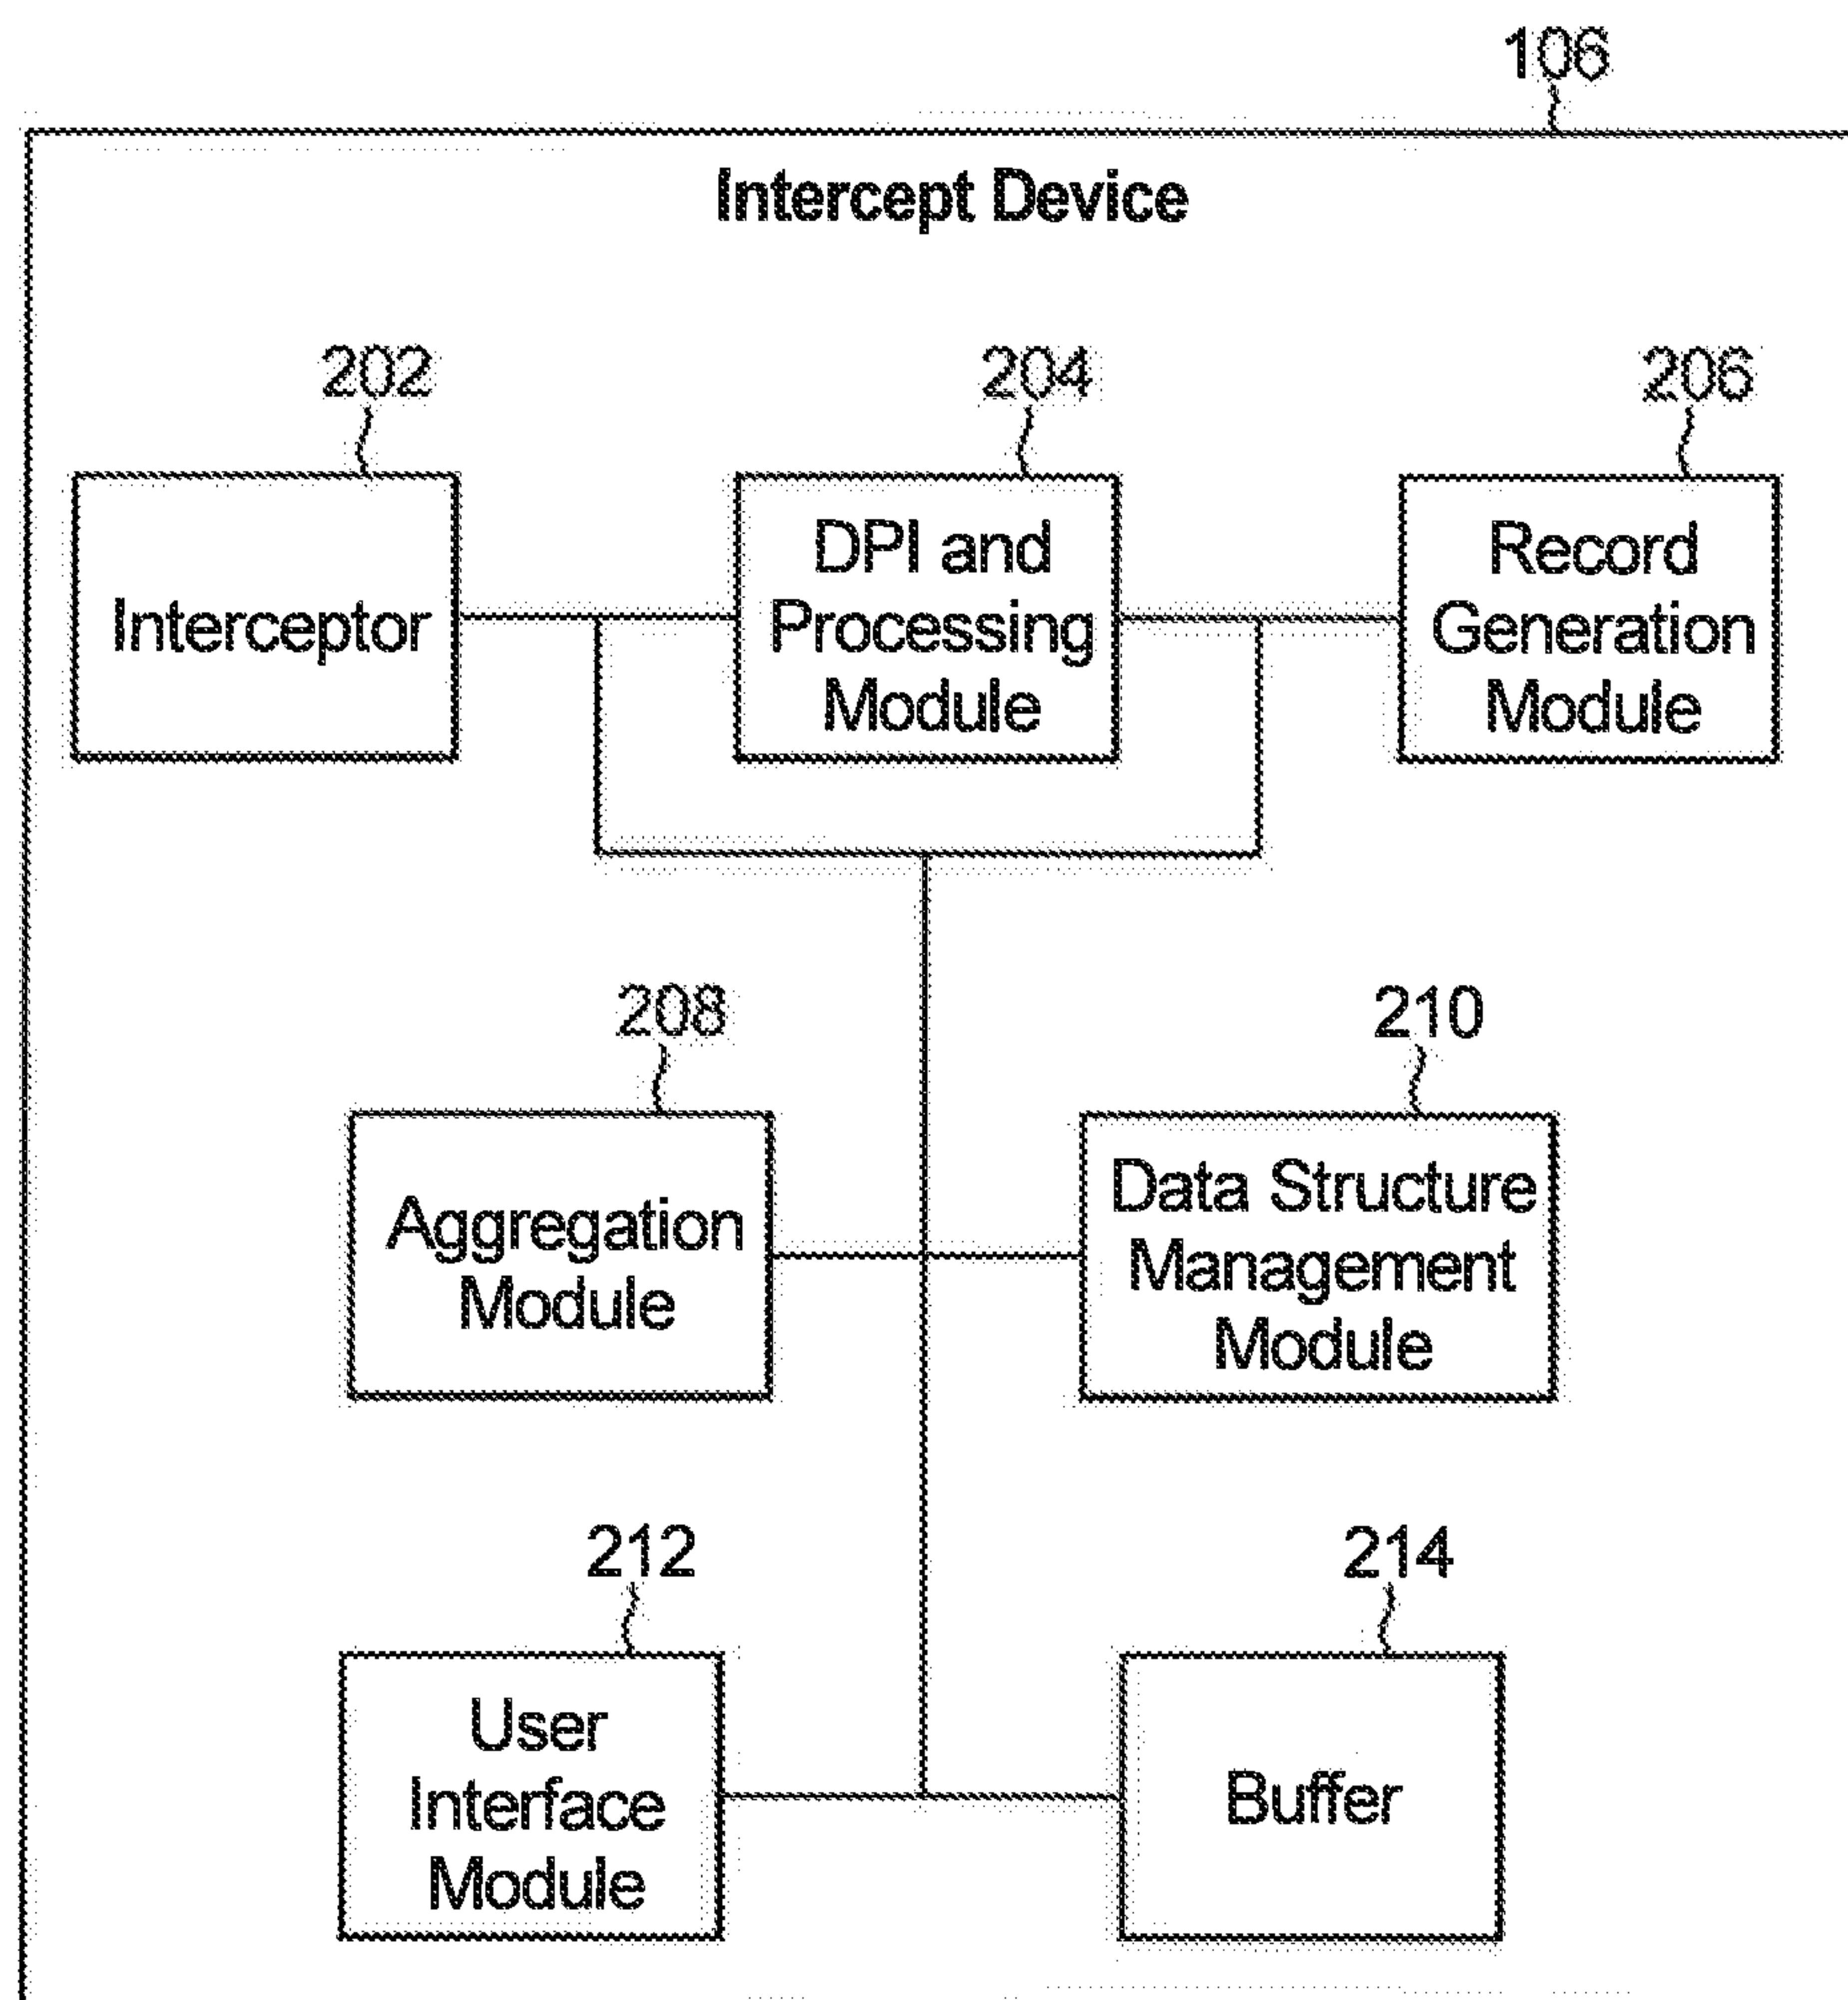 106
Intercept Device
202
204
206
Interceptor
DPI and
Processing
Module
Record
Generation
Module
208
210
Aggregation
Module
Data Structure
Management
Module
212
214
User
Interface
Module
Buffer